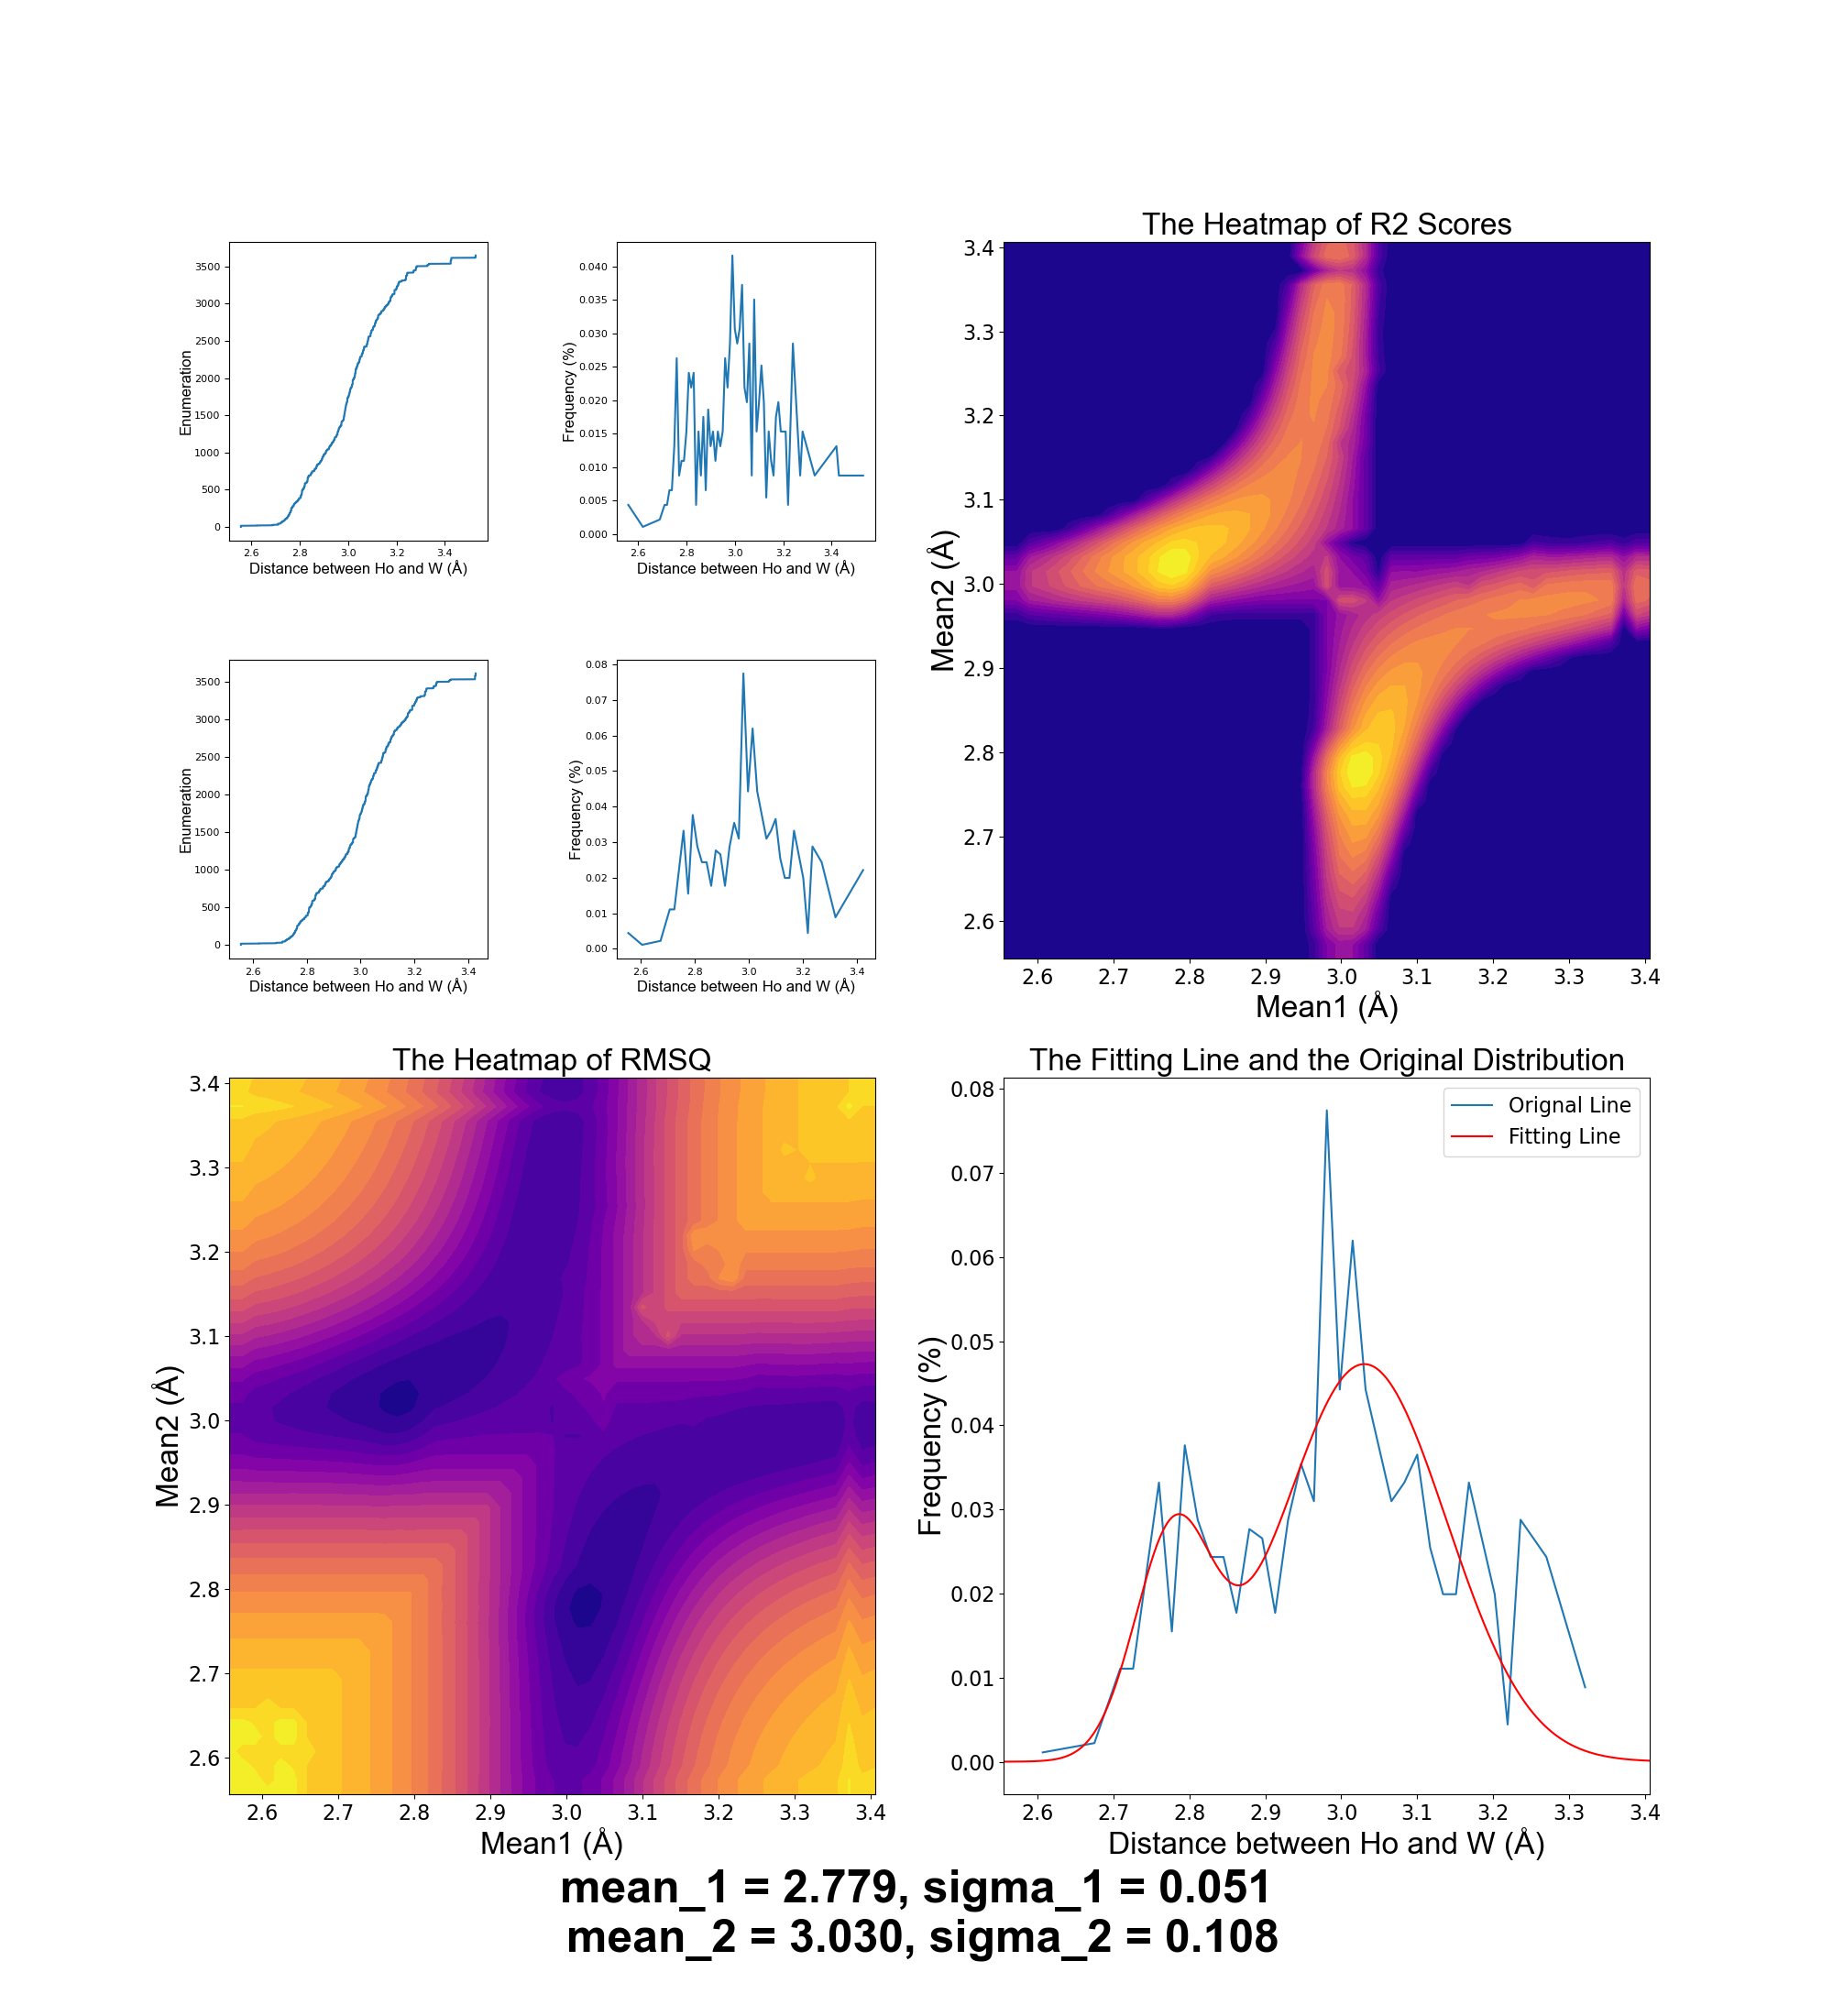 Enumeration
3500
3000
2500
2000
1500
1000
500
0
2.6 2.8 3.0 3.2 3.4
Distance between Ho and W (Å)
Frequency (%)
0.040
0.035
0.030
0.025
0.020
0.015
0.010
0.005
0.000
2.6 2.8 3.0 3.2 3.4
Distance between Ho and W (Å)
Enumeration
3500
3000
2500
2000
1500
1000
500
0
2.6 2.8 3.0 3.2 3.4
Distance between Ho and W (Å)
Frequency (%)
0.08
0.07
0.06
0.05
0.04
0.03
0.02
0.01
0.00
2.6 2.8 3.0 3.2 3.4
Distance between Ho and W (Å)
The Heatmap of R2 Scores
Mean2 (Å)
3.4
3.3
3.2
3.1
3.0
2.9
2.8
2.7
2.6
2.6 2.7 2.8 2.9 3.0 3.1 3.2 3.3 3.4
Mean1 (Å)
The Heatmap of RMSQ
Mean2 (Å)
3.4
3.3
3.2
3.1
3.0
2.9
2.8
2.7
2.6
2.6 2.7 2.8 2.9 3.0 3.1 3.2 3.3 3.4
Mean1 (Å)
The Fitting Line and the Original Distribution
Orignal Line
Fitting Line
Frequency (%)
0.08
0.07
0.06
0.05
0.04
0.03
0.02
0.01
0.00
2.6 2.7 2.8 2.9 3.0 3.1 3.2 3.3 3.4
Distance between Ho and W (Å)
mean_1 = 2.779, sigma_1 = 0.051
mean_2 = 3.030, sigma_2 = 0.108